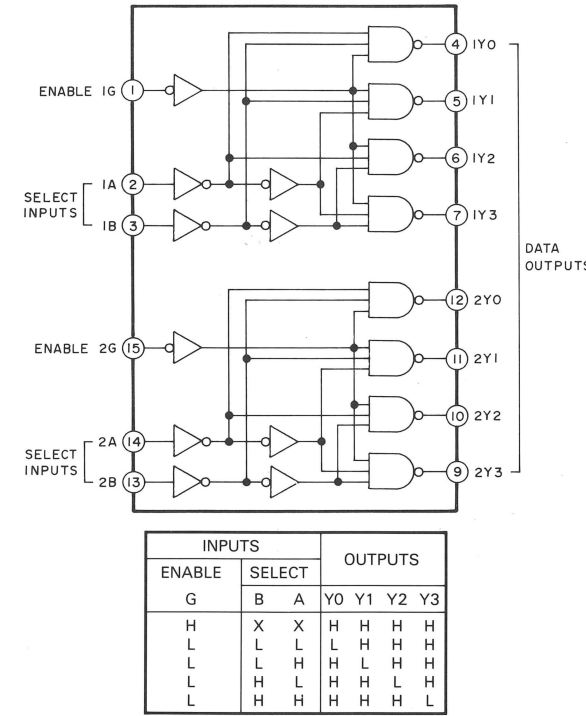 4 1Y0
ENABLE 1G 1
5 1Y1
6 1Y2
SELECT INPUTS
1A 2
1B 3
7 1Y3
DATA OUTPUTS
12 2Y0
ENABLE 2G 15
11 2Y1
10 2Y2
SELECT INPUTS
2A 14
2B 13
9 2Y3
INPUTS OUTPUTS
ENABLE SELECT
G B A Y0 Y1 Y2 Y3
H X X H H H H
L L L L H H H
L L H H L H H
L H L H H L H
L H H H H H L